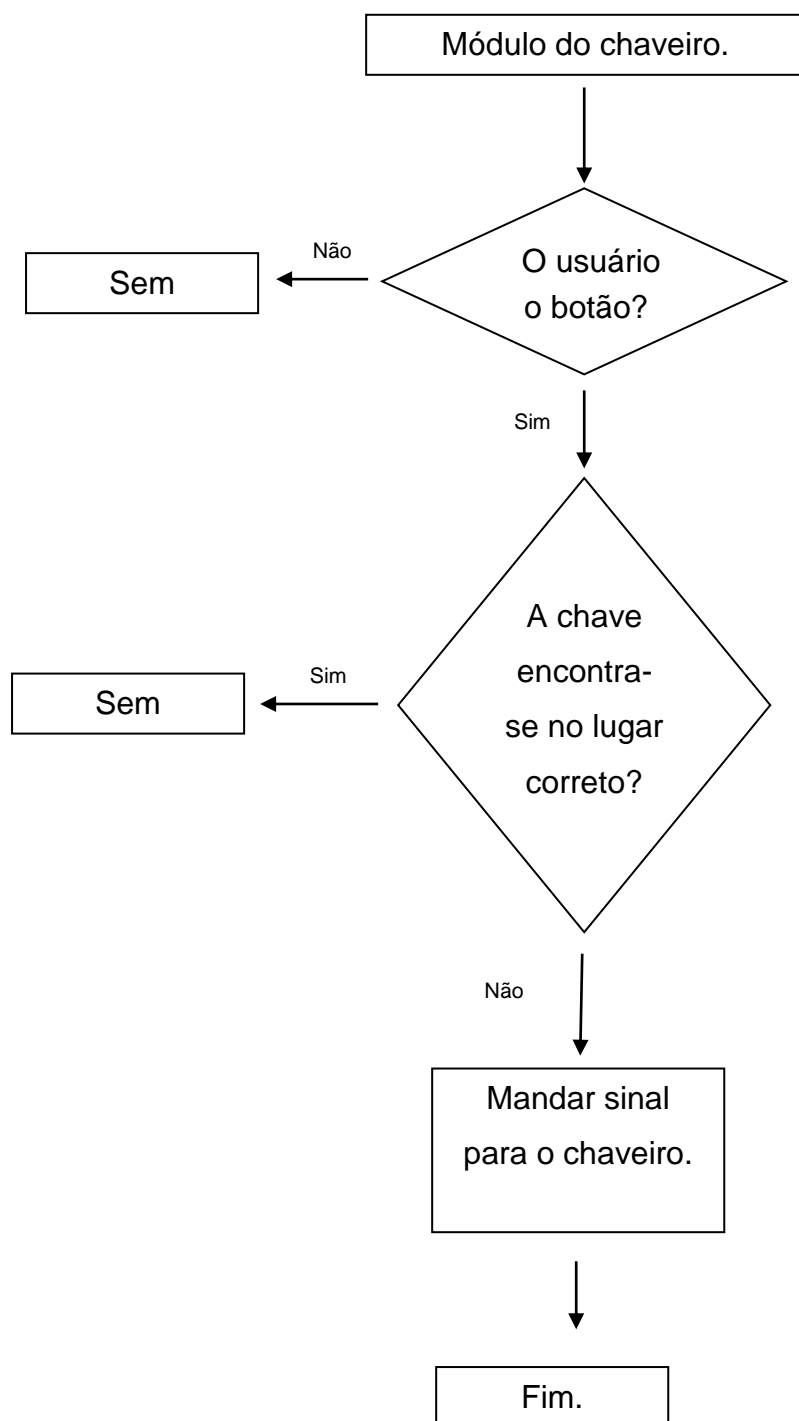 Módulo do chaveiro.
Não
Sem
O usuário
o botão?
Sim
A chave
encontra-
se no lugar
correto?
Sim
Sem
Não
Mandar sinal
para o chaveiro.
Fim.